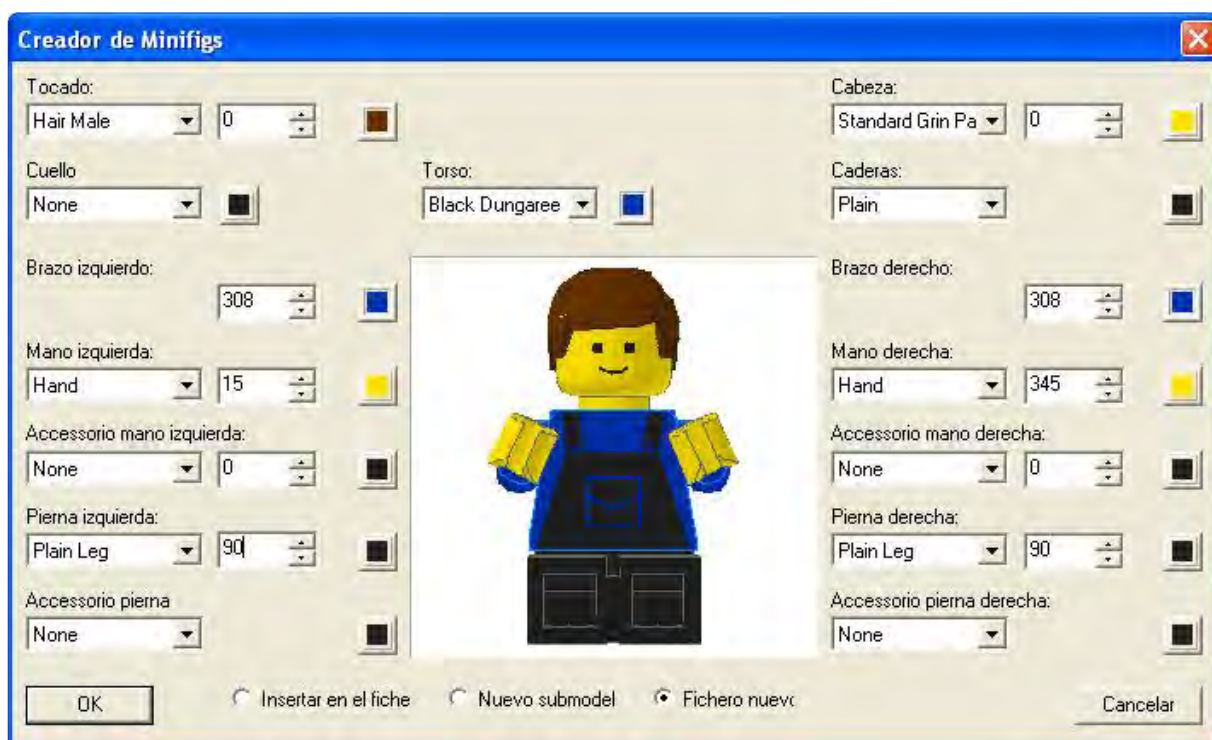 Creador de Minifigs
Tocado:
Cabeza:
Hair Male 0
Standard Grin Pa 0
Cuello
Torso:
Caderas:
None
Black Dungaree
Plain
Brazo izquierdo:
Brazo derecho:
308
308
Mano izquierda:
Mano derecha:
Hand 15
Hand 345
Accessorio mano izquierda:
Accessorio mano derecha:
None 0
None 0
Pierna izquierda:
Pierna derecha:
Plain Leg 90
Plain Leg 90
Accessorio pierna
Accessorio pierna derecha:
None
None
OK
Insertar en el fiche
Nuevo submodel
Fichero nuevo
Cancelar